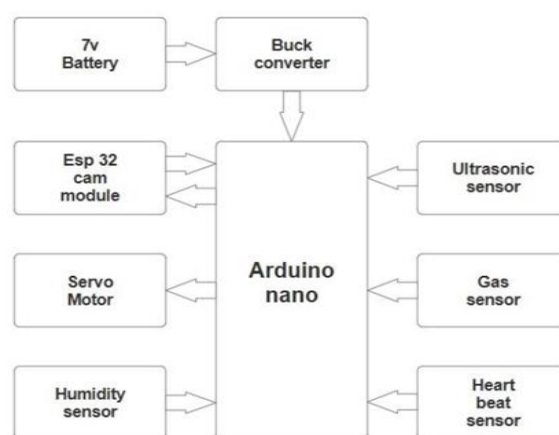 7v
Battery
Buck
converter
Esp 32
cam
module
Ultrasonic
sensor
Arduino
nano
Servo
Motor
Gas
sensor
Humidity
sensor
Heart
beat
sensor